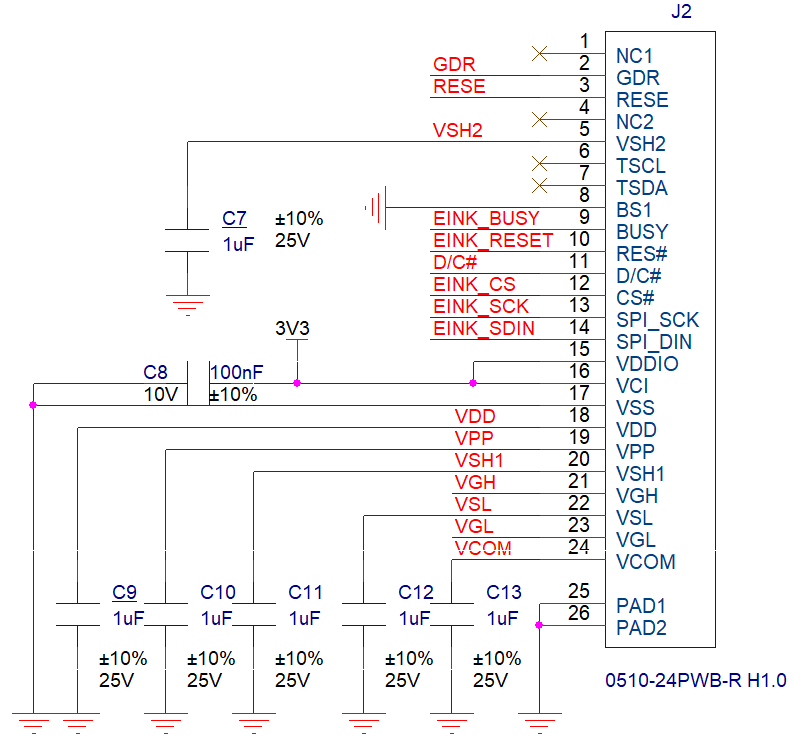 J2
1
NC1
GDR
2
GDR
RESE
3
RESE
4
NC2
VSH2
5
VSH2
6
TSCL
7
TSDA
8
BS1
EINK_BUSY
9
BUSY
EINK_RESET
10
RES#
D/C#
11
D/C#
EINK_CS
12
CS#
EINK_SCK
13
SPI_SCK
EINK_SDIN
14
SPI_DIN
15
VDDIO
16
VCI
17
VSS
VDD
18
VDD
VPP
19
VPP
VSH1
20
VSH1
VGH
21
VGH
VSL
22
VSL
VGL
23
VGL
VCOM
24
VCOM
25
PAD1
26
PAD2
0510-24PWB-R H1.0
C7
1uF
±10%
25V
3V3
C8
10V
100nF
±10%
C9
1uF
±10%
25V
C10
1uF
±10%
25V
C11
1uF
±10%
25V
C12
1uF
±10%
25V
C13
1uF
±10%
25V